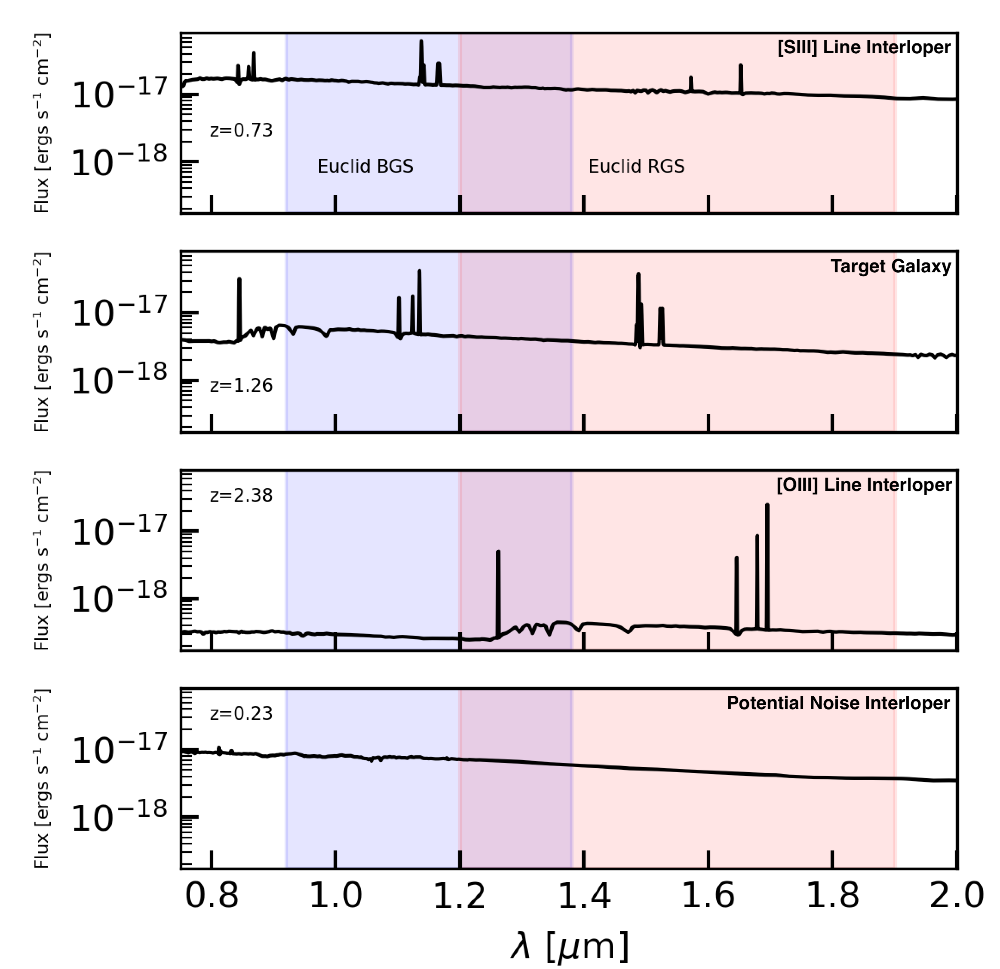 [SIII] Line Interloper
Flux [ergs s⁻¹ cm⁻²]
10⁻¹⁷
10⁻¹⁸
z=0.73
Euclid BGS
Euclid RGS
Target Galaxy
Flux [ergs s⁻¹ cm⁻²]
10⁻¹⁷
10⁻¹⁸
z=1.26
[OIII] Line Interloper
z=2.38
Flux [ergs s⁻¹ cm⁻²]
10⁻¹⁷
10⁻¹⁸
Potential Noise Interloper
z=0.23
Flux [ergs s⁻¹ cm⁻²]
10⁻¹⁷
10⁻¹⁸
0.8 1.0 1.2 1.4 1.6 1.8 2.0
λ [μm]